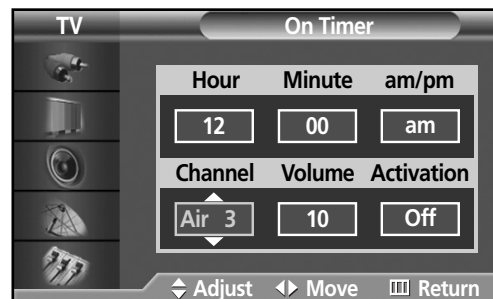 TV On Timer
Hour Minute am/pm
12 00 am
Channel Volume Activation
Air 3 10 Off
Adjust Move Return